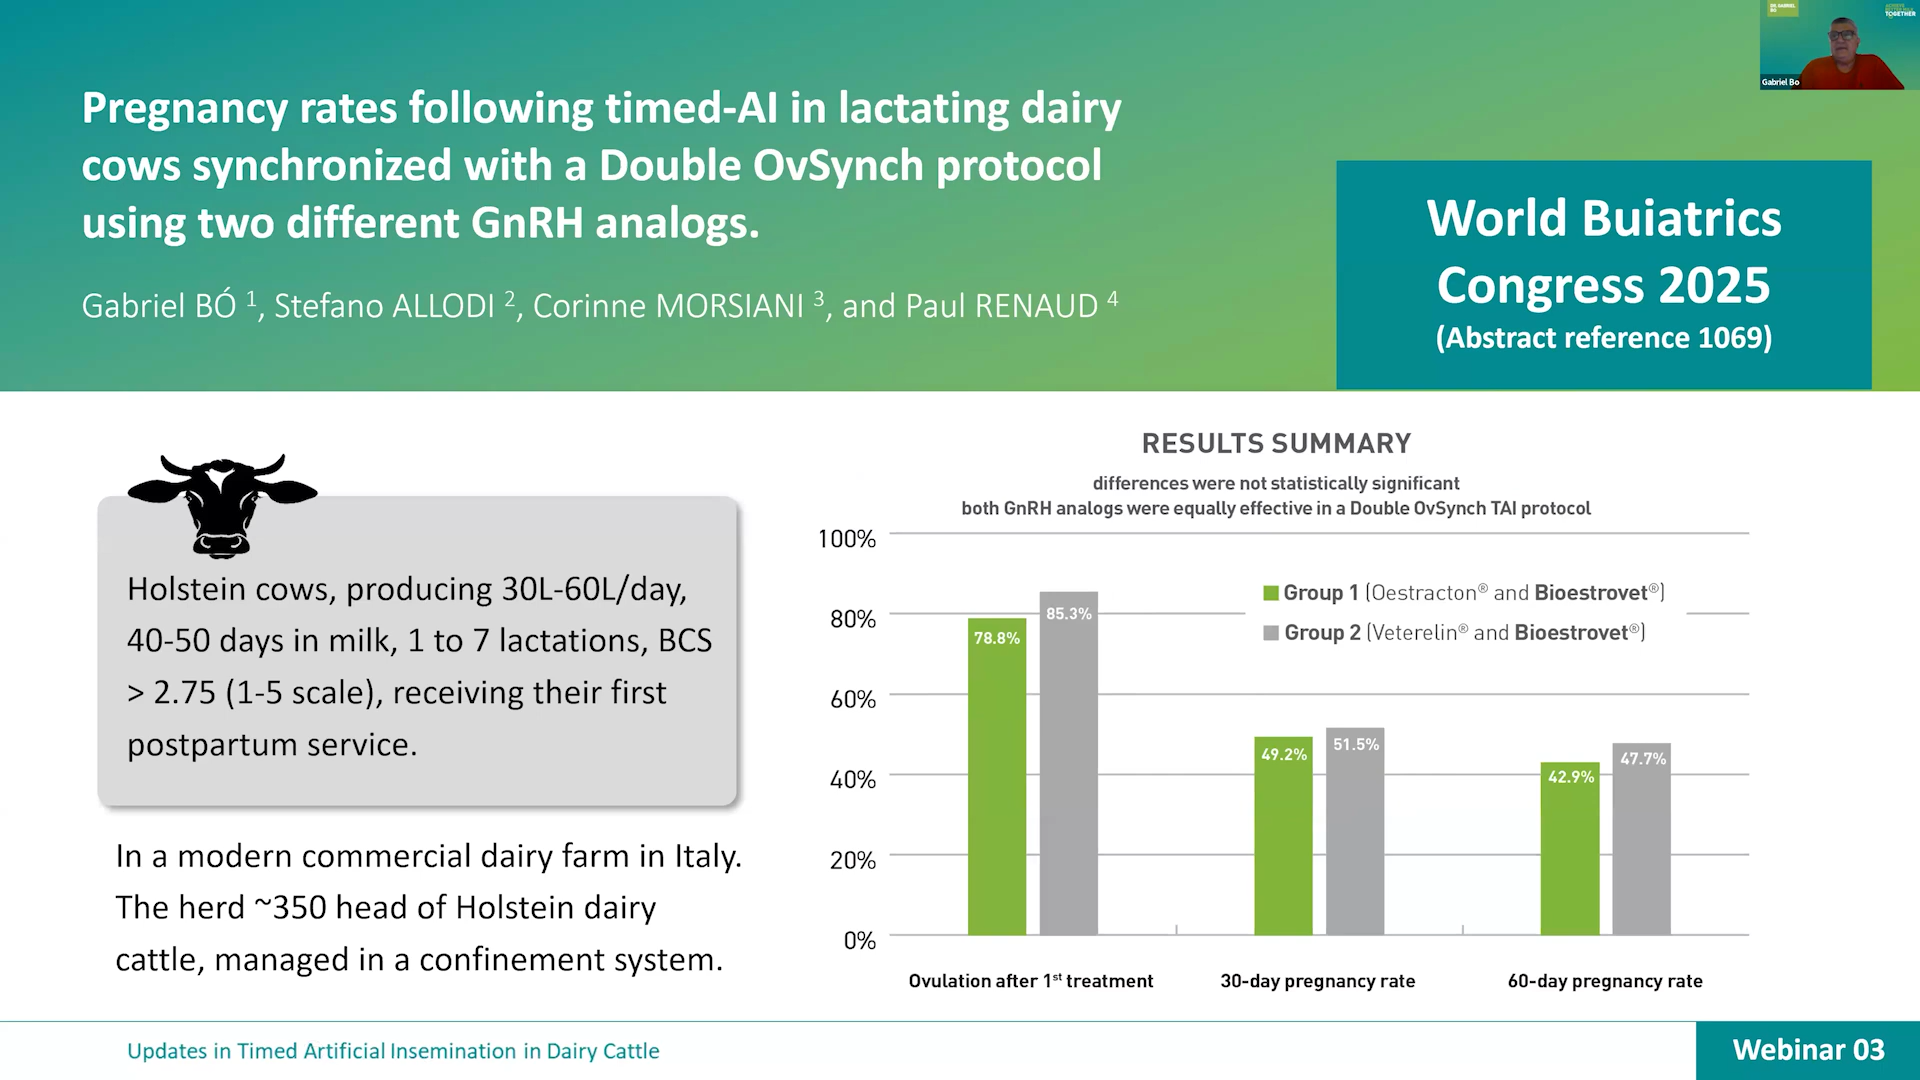 DR. GABRIEL
BO
TOGETHER
Gabriel Bo
Pregnancy rates following timed-AI in lactating dairy
cows synchronized with a Double OvSynch protocol
using two different GnRH analogs.
Gabriel BÓ 1, Stefano ALLODI 2, Corinne MORSIANI 3, and Paul RENAUD 4
World Buiatrics
Congress 2025
(Abstract reference 1069)
Holstein cows, producing 30L-60L/day,
40-50 days in milk, 1 to 7 lactations, BCS
> 2.75 (1-5 scale), receiving their first
postpartum service.
In a modern commercial dairy farm in Italy.
The herd ~350 head of Holstein dairy
cattle, managed in a confinement system.
RESULTS SUMMARY
differences were not statistically significant
both GnRH analogs were equally effective in a Double OvSynch TAI protocol
100%
80%
60%
40%
20%
0%
Group 1 (Oestracton® and Bioestrovet®)
Group 2 (Veterelin® and Bioestrovet®)
78.8%
85.3%
49.2%
51.5%
42.9%
47.7%
Ovulation after 1st treatment
30-day pregnancy rate
60-day pregnancy rate
Updates in Timed Artificial Insemination in Dairy Cattle
Webinar 03